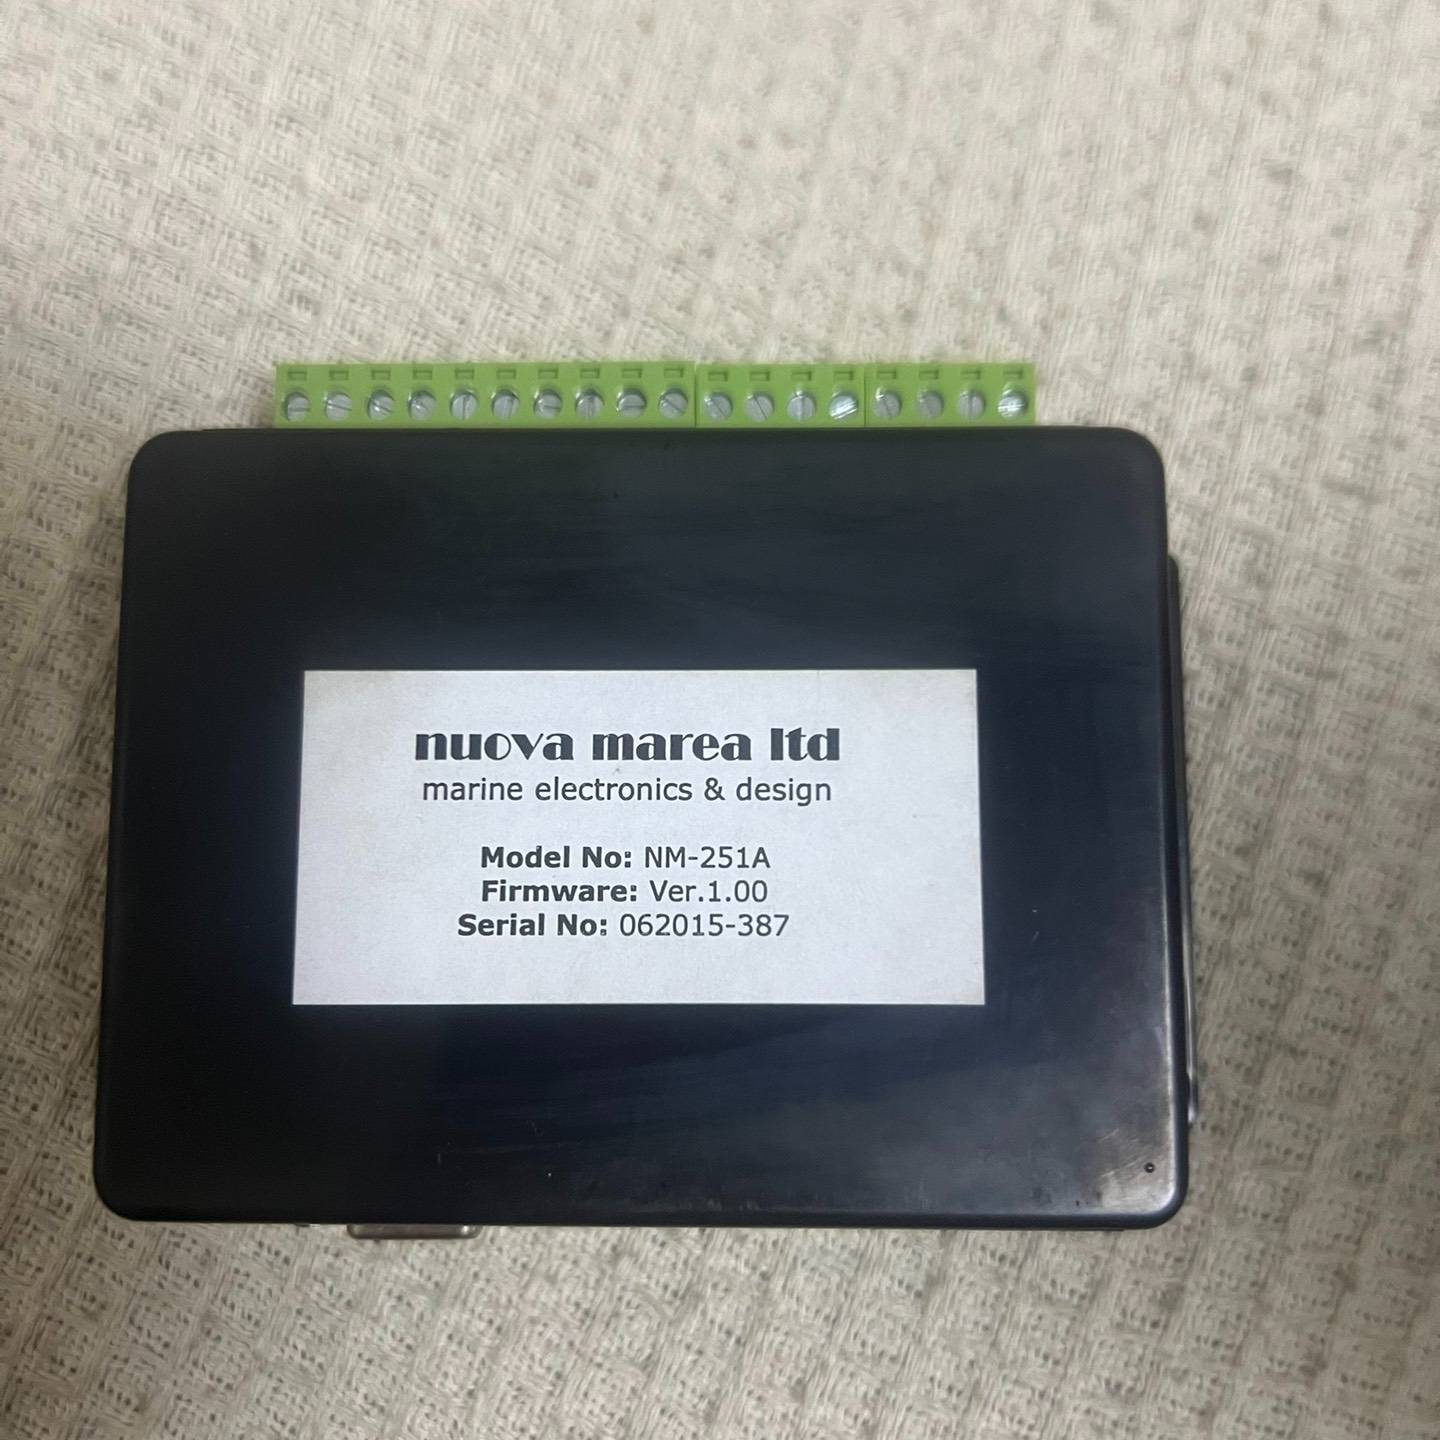 nuova marea ltd
marine electronics & design
Model No: NM-251A
Firmware: Ver.1.00
Serial No: 062015-387